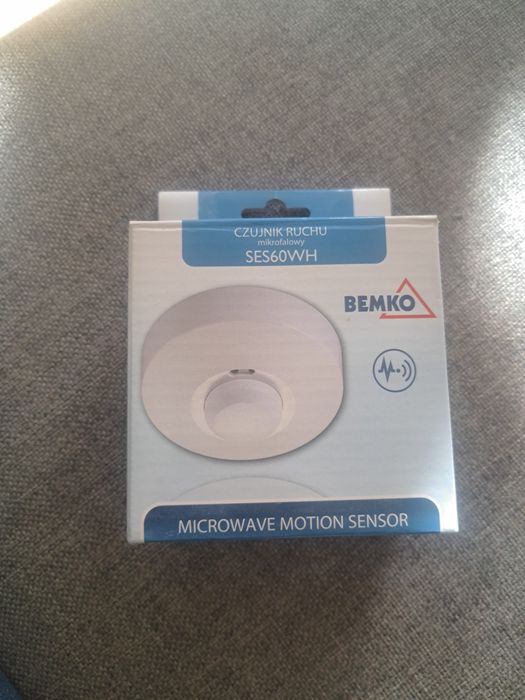 CZUJNIK RUCHU
mikrofalowy
SES60WH
BEMKO
MICROWAVE MOTION SENSOR